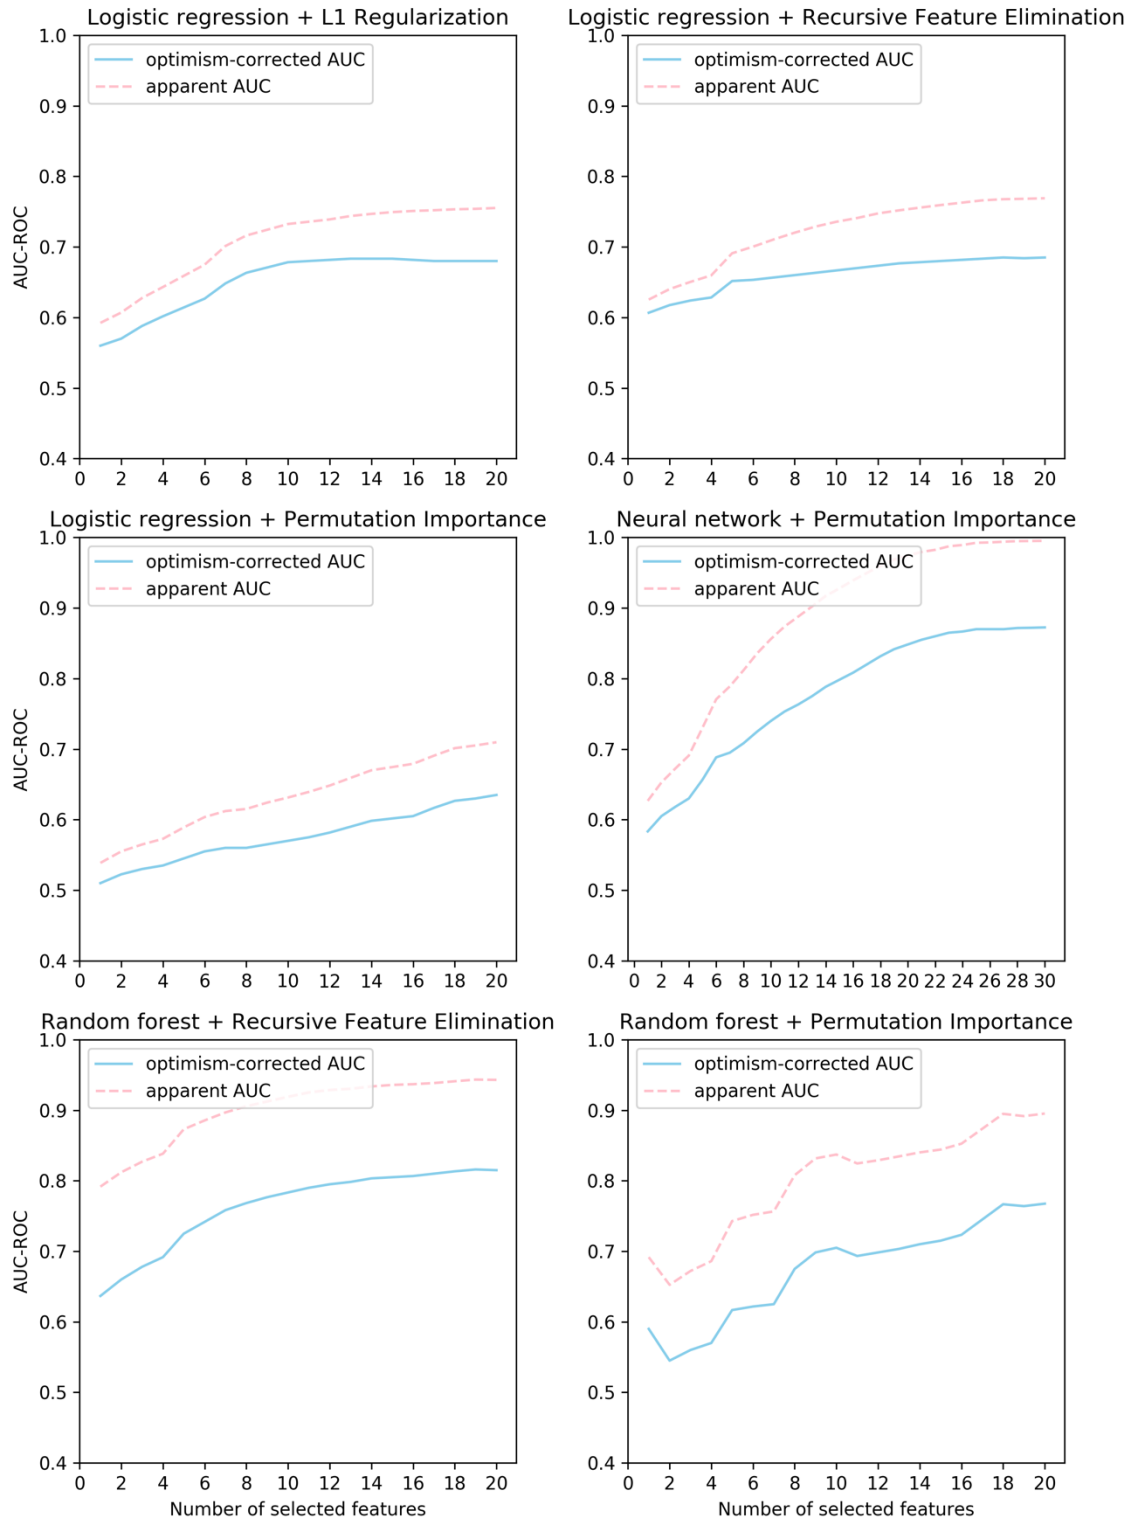 Logistic regression + L1 Regularization
optimism-corrected AUC
apparent AUC
1.0
0.9
0.8
0.7
0.6
0.5
0.4
AUC-ROC
0 2 4 6 8 10 12 14 16 18 20
Logistic regression + Recursive Feature Elimination
optimism-corrected AUC
apparent AUC
1.0
0.9
0.8
0.7
0.6
0.5
0.4
0 2 4 6 8 10 12 14 16 18 20
Logistic regression + Permutation Importance
optimism-corrected AUC
apparent AUC
1.0
0.9
0.8
0.7
0.6
0.5
0.4
AUC-ROC
0 2 4 6 8 10 12 14 16 18 20
Neural network + Permutation Importance
optimism-corrected AUC
apparent AUC
1.0
0.9
0.8
0.7
0.6
0.5
0.4
0 2 4 6 8 10 12 14 16 18 20 22 24 26 28 30
Random forest + Recursive Feature Elimination
optimism-corrected AUC
apparent AUC
1.0
0.9
0.8
0.7
0.6
0.5
0.4
AUC-ROC
0 2 4 6 8 10 12 14 16 18 20
Number of selected features
Random forest + Permutation Importance
optimism-corrected AUC
apparent AUC
1.0
0.9
0.8
0.7
0.6
0.5
0.4
0 2 4 6 8 10 12 14 16 18 20
Number of selected features